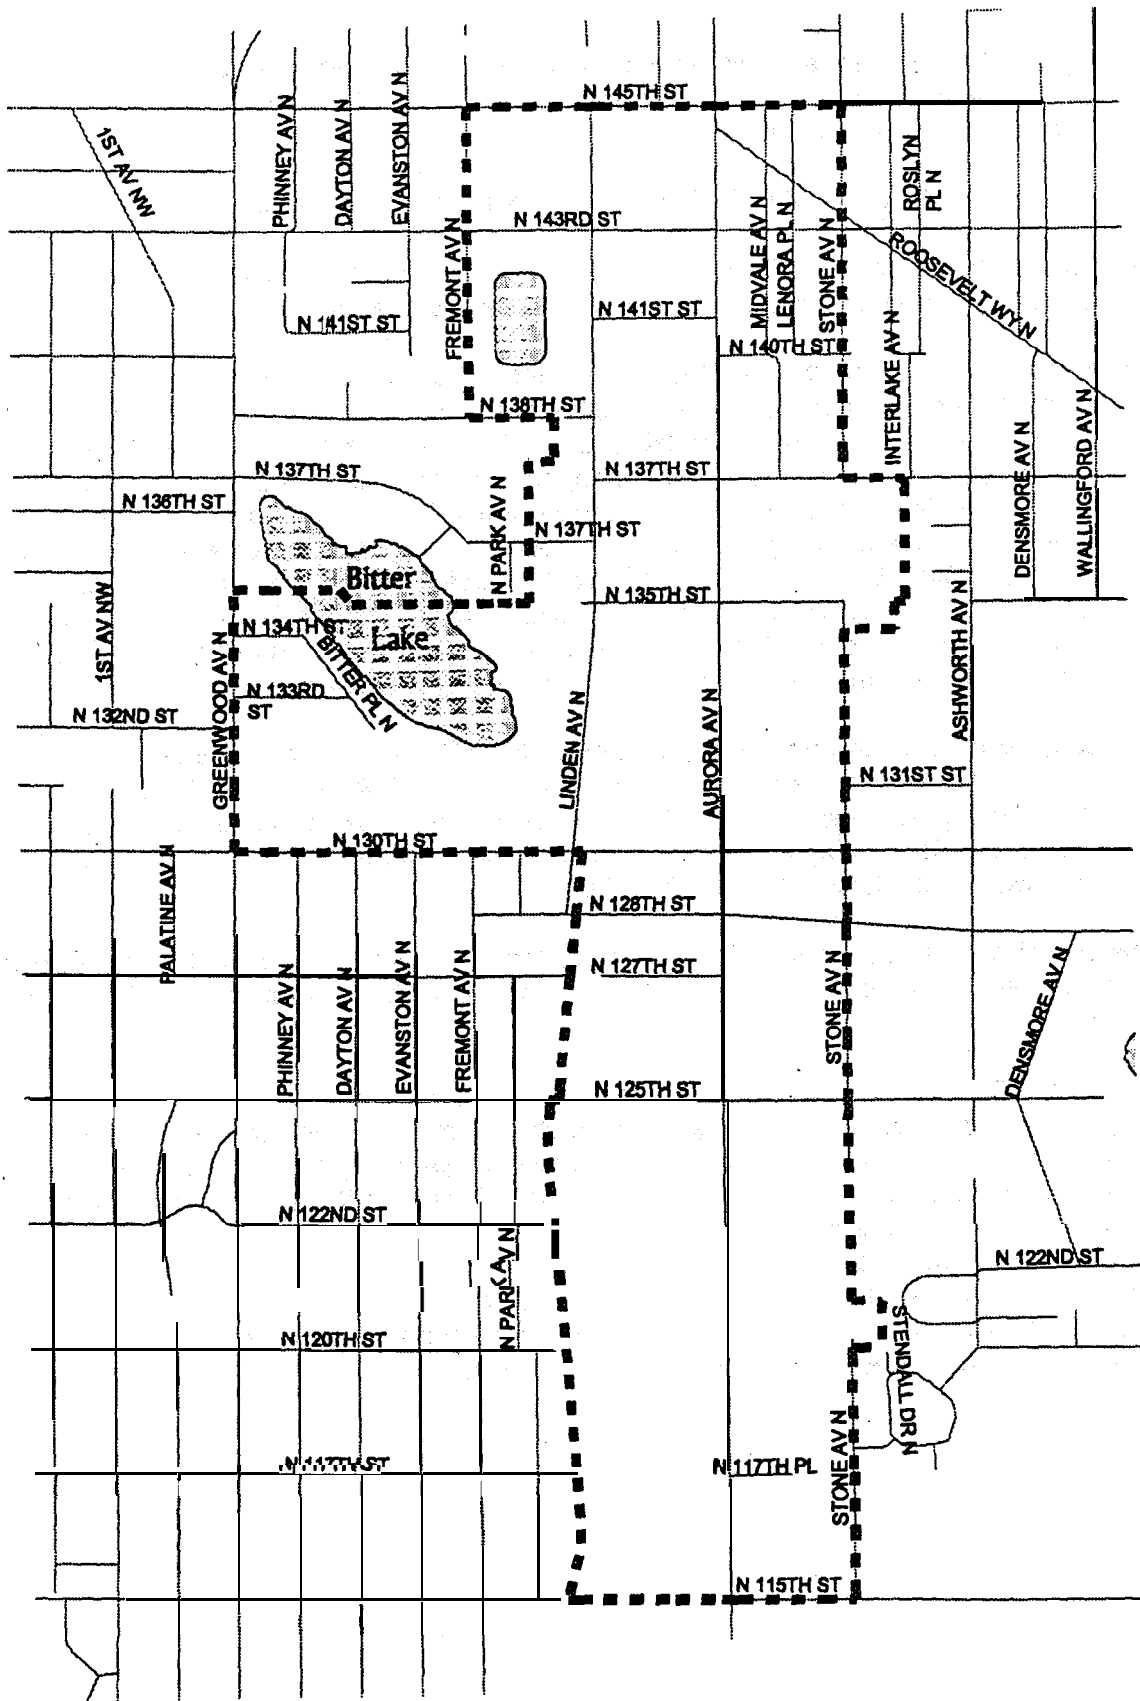 N 145TH ST
1ST AV NW
PHINNEY AV N
DAYTON AV N
EVANSTON AV N
ROSLYN
PL N
N 143RD ST
FREMONT AV N
MIDVALE AV N
LENORA PL N
STONE AV N
ROOSEVELT WY N
N 141ST ST
N 141ST ST
N 140TH ST
INTERLAKE AV N
N 138TH ST
DENSMORE AV N
WALLINGFORD AV N
N 137TH ST
N 137TH ST
N 136TH ST
N PARK AV N
N 137TH ST
Bitter
Lake
1ST AV NW
N 135TH ST
N 134TH ST
BITTER PL N
ASHWORTH AV N
GREENWOOD AV N
N 133RD
ST
N 132ND ST
LINDEN AV N
AURORA AV N
N 131ST ST
N 130TH ST
PALATINE AV N
N 128TH ST
PHINNEY AV N
DAYTON AV N
EVANSTON AV N
FREMONT AV N
N 127TH ST
STONE AV N
DENSMORE AV N
N 125TH ST
N 122ND ST
N PARK AV N
N 122ND ST
STENDALL DR N
N 120TH ST
STONE AV N
N 117TH ST
N 117TH PL
N 115TH ST